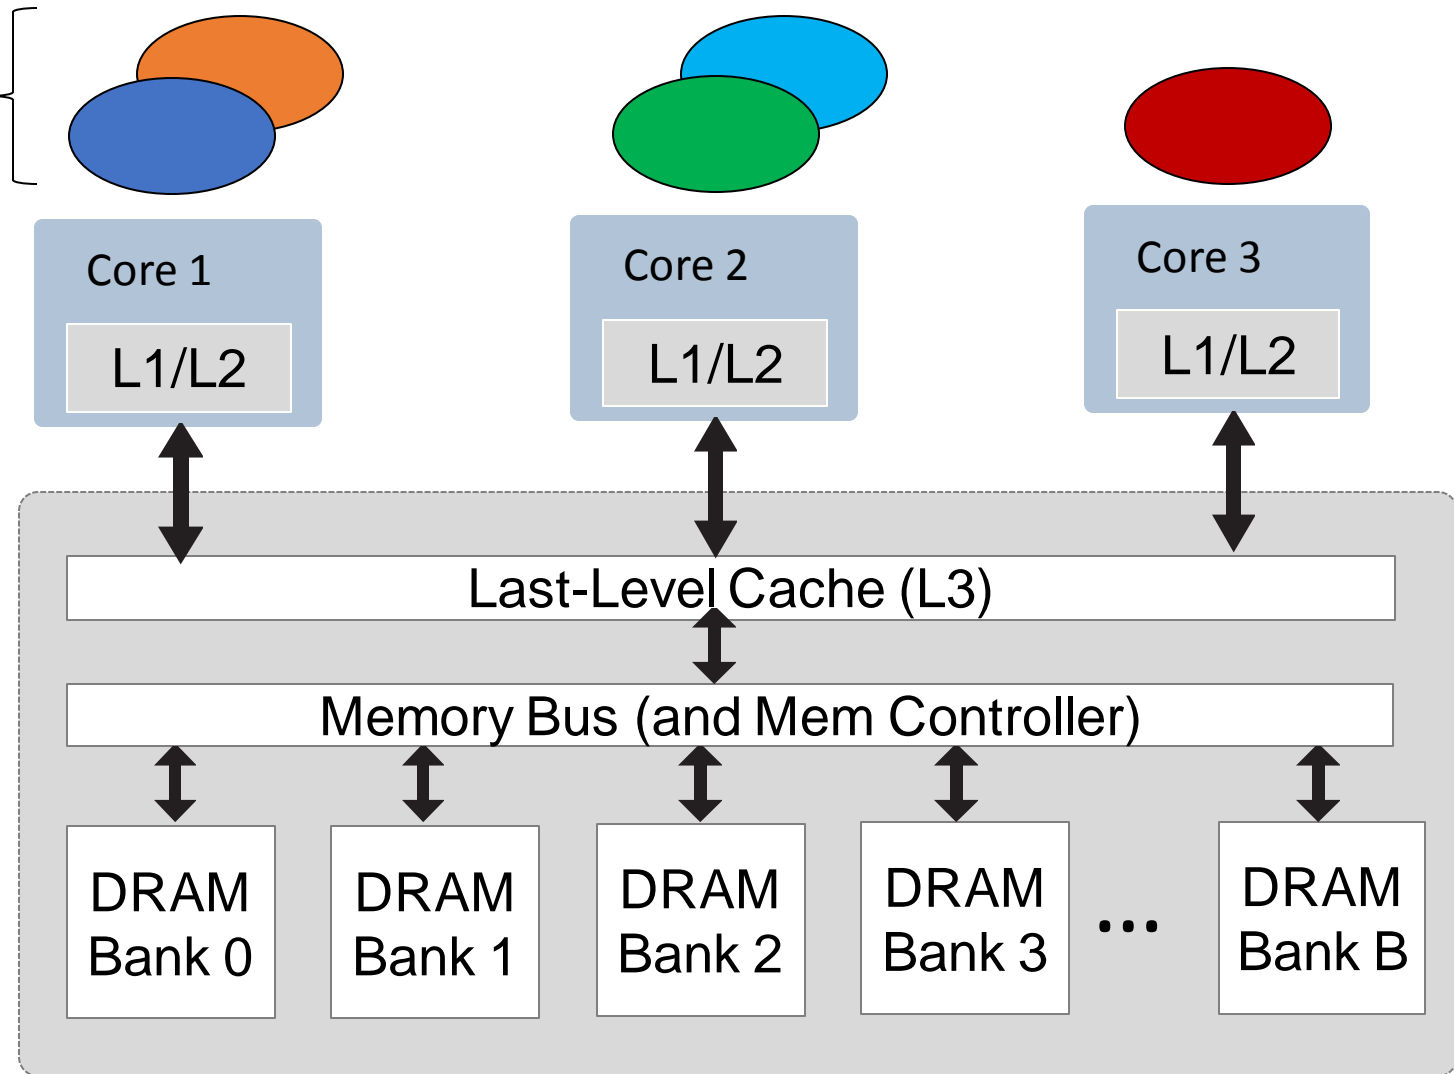 Core 1
Core 2
Core 3
L1/L2
L1/L2
L1/L2
Last-Level Cache (L3)
Memory Bus (and Mem Controller)
DRAM
Bank 0
DRAM
Bank 1
DRAM
Bank 2
DRAM
Bank 3
...
DRAM
Bank B